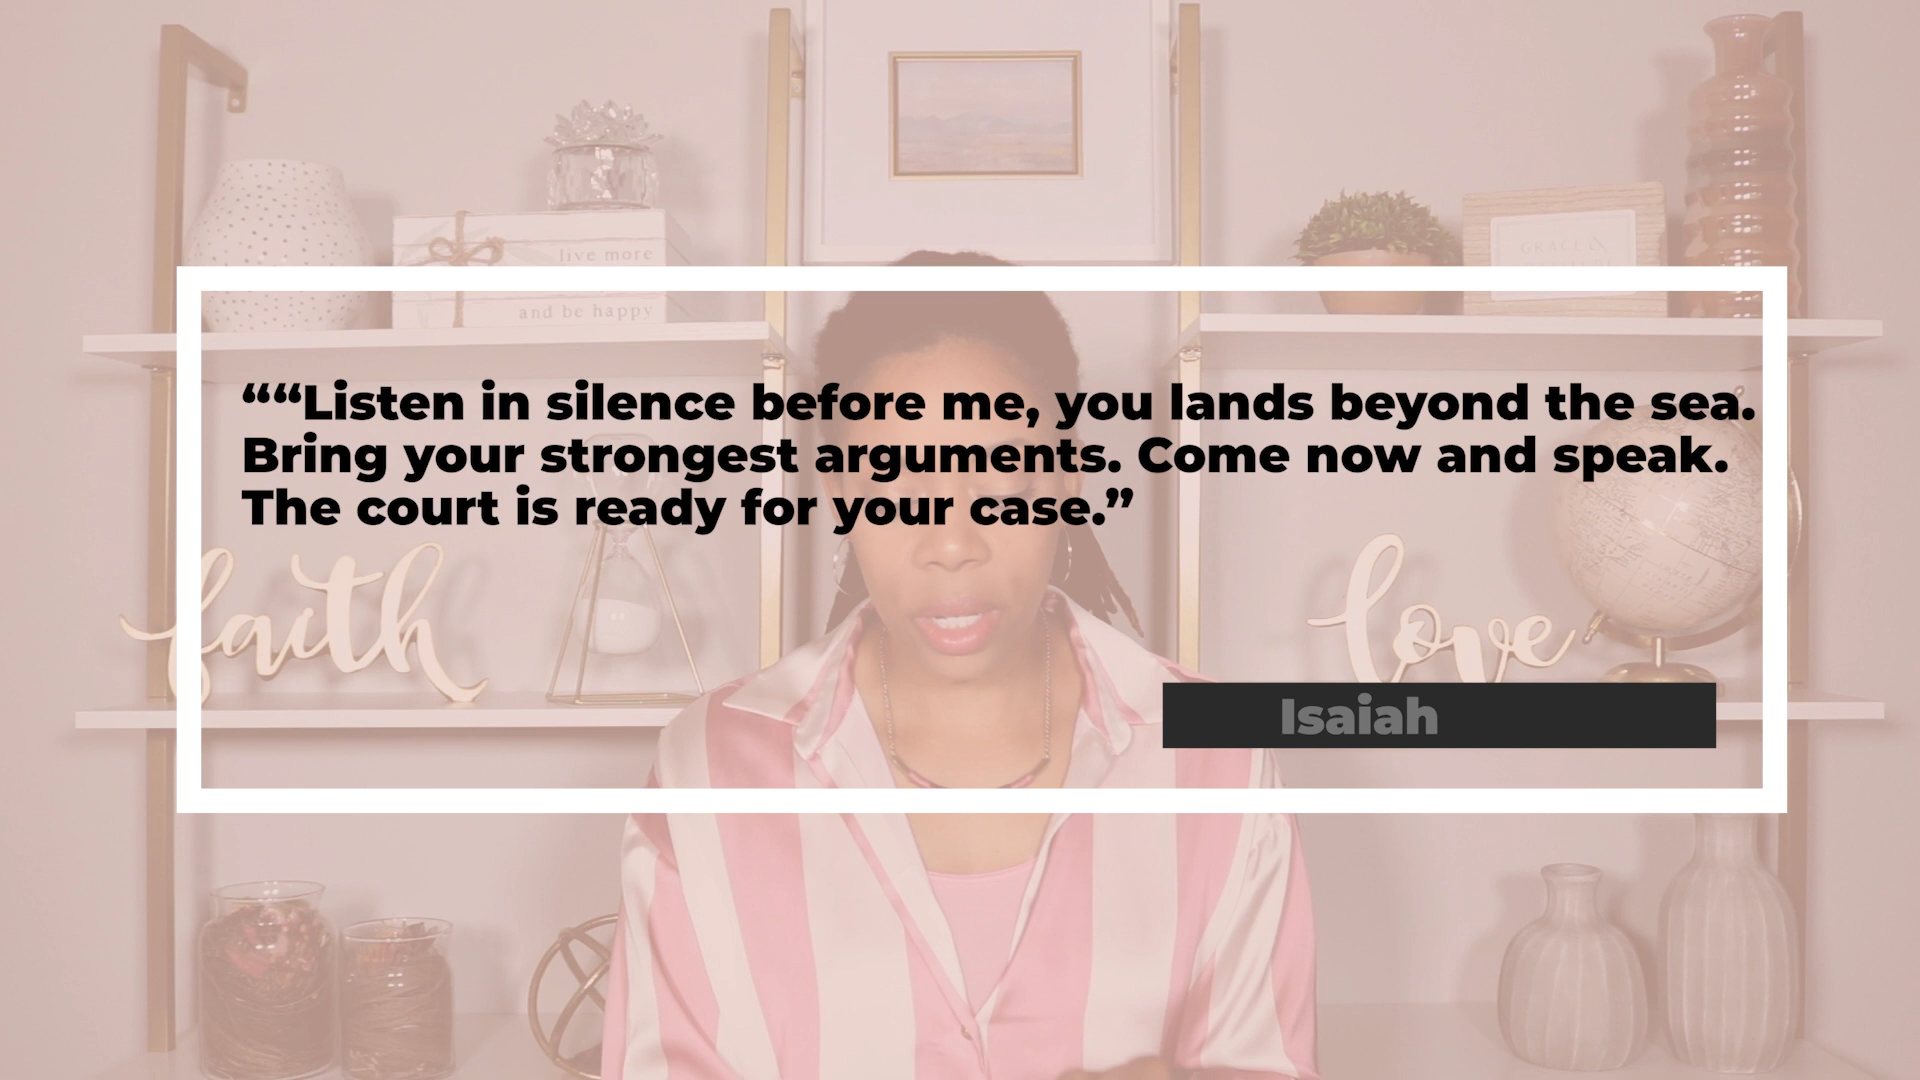 live more
and be happy
GRACE &
““Listen in silence before me, you lands beyond the sea.
Bring your strongest arguments. Come now and speak.
The court is ready for your case.”
faith
love
Isaiah